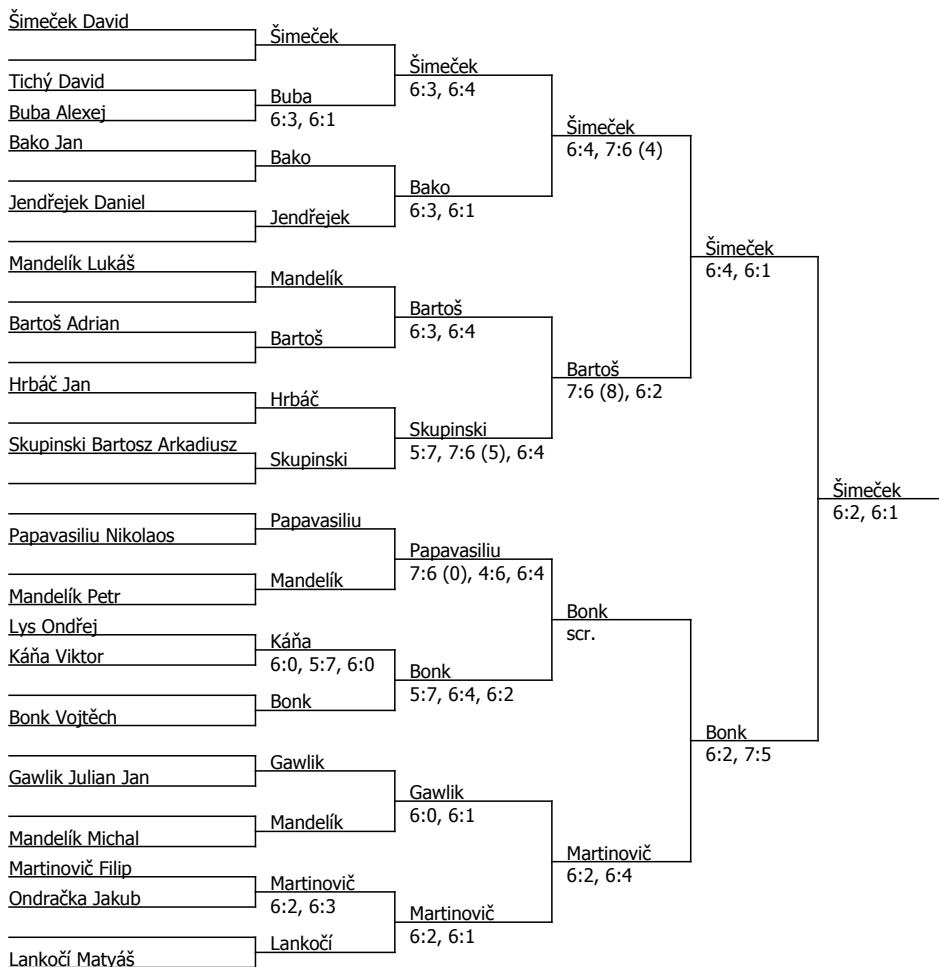 Šimeček David
Tichý David
Buba Alexej
Bako Jan
Jendřejek Daniel
Mandelík Lukáš
Bartoš Adrian
Hrbáč Jan
Skupinski Bartosz Arkadiusz
Papavasiliu Nikolaos
Mandelík Petr
Lys Ondřej
Káňa Viktor
Bonk Vojtěch
Gawlik Julian Jan
Mandelík Michal
Martinovič Filip
Ondračka Jakub
Lankočí Matyáš
Šimeček
Buba
6:3, 6:1
Bako
Jendřejek
Mandelík
Bartoš
Hrbáč
Skupinski
Papavasiliu
Mandelík
Káňa
6:0, 5:7, 6:0
Bonk
Gawlik
Mandelík
Martinovič
6:2, 6:3
Lankočí
Šimeček
6:3, 6:4
Bako
6:3, 6:1
Bartoš
6:3, 6:4
Skupinski
5:7, 7:6 (5), 6:4
Papavasiliu
7:6 (0), 4:6, 6:4
Bonk
5:7, 6:4, 6:2
Gawlik
6:0, 6:1
Martinovič
6:2, 6:1
Šimeček
6:4, 7:6 (4)
Bartoš
7:6 (8), 6:2
Bonk
scr.
Martinovič
6:2, 6:4
Šimeček
6:4, 6:1
Bonk
6:2, 7:5
Šimeček
6:2, 6:1